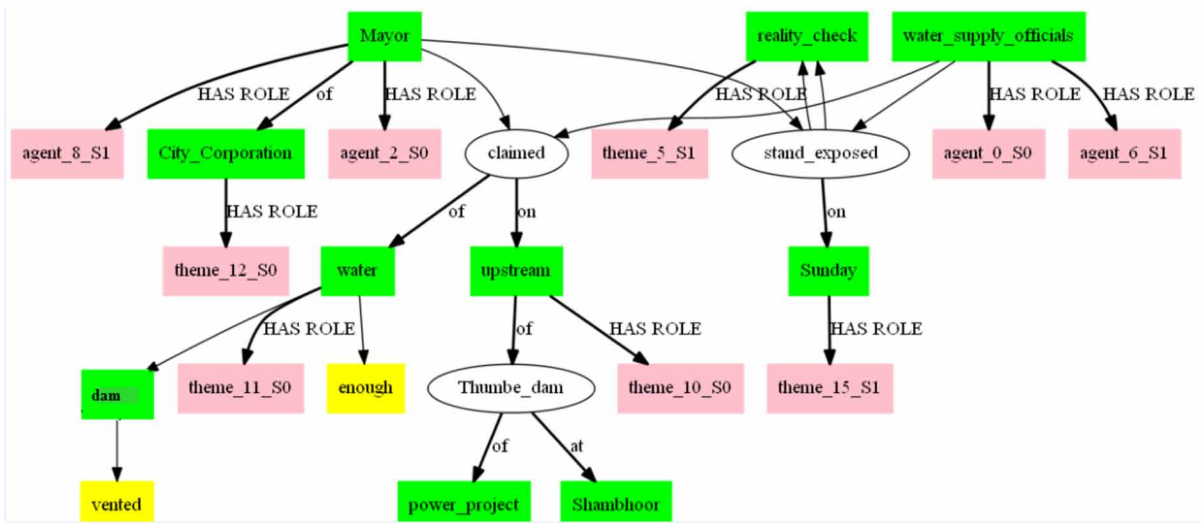 Mayor
reality_check
water_supply_officials
HAS ROLE
of
HAS ROLE
HAS ROLE
HAS ROLE
HAS ROLE
agent_8_S1
City_Corporation
agent_2_S0
claimed
theme_5_S1
stand_exposed
agent_0_S0
agent_6_S1
HAS ROLE
of
on
on
theme_12_S0
water
upstream
Sunday
HAS ROLE
of
HAS ROLE
HAS ROLE
dam
theme_11_S0
enough
Thumbe_dam
theme_10_S0
theme_15_S1
of
at
vented
power_project
Shambhoor